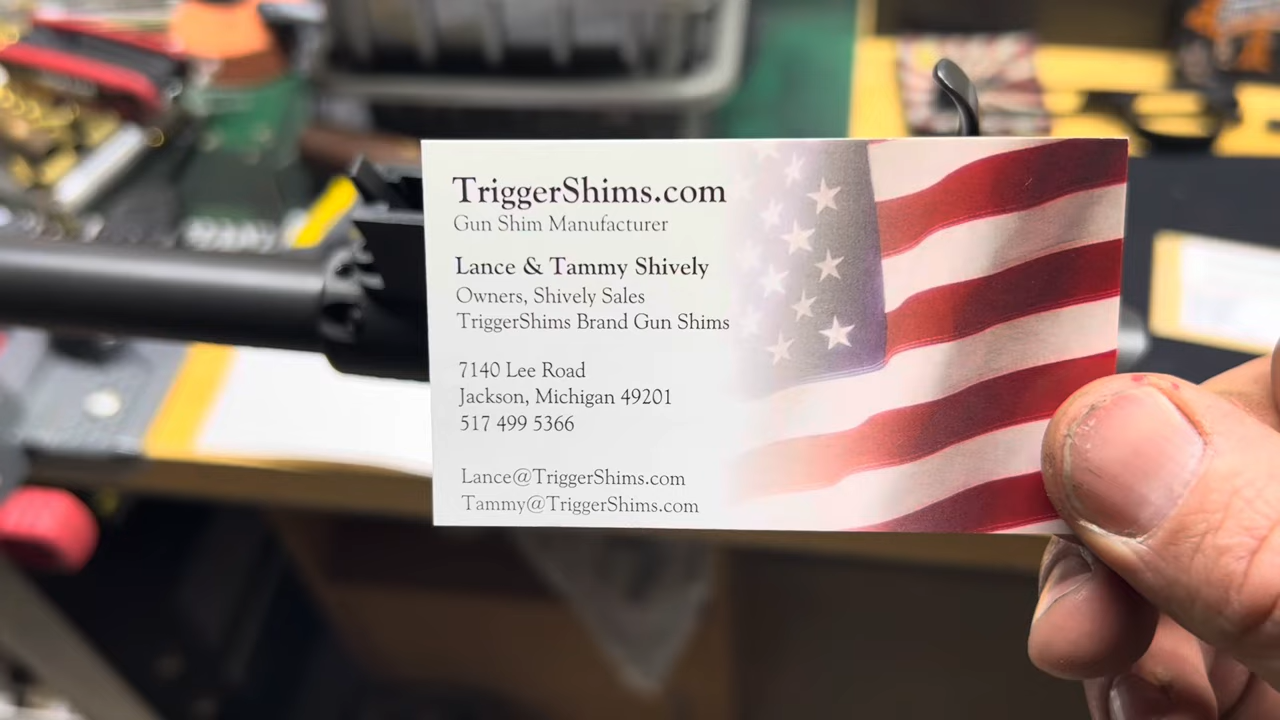 TriggerShims.com
Gun Shim Manufacturer
Lance & Tammy Shively
Owners, Shively Sales
TriggerShims Brand Gun Shims
7140 Lee Road
Jackson, Michigan 49201
517 499 5366
Lance@TriggerShims.com
Tammy@TriggerShims.com